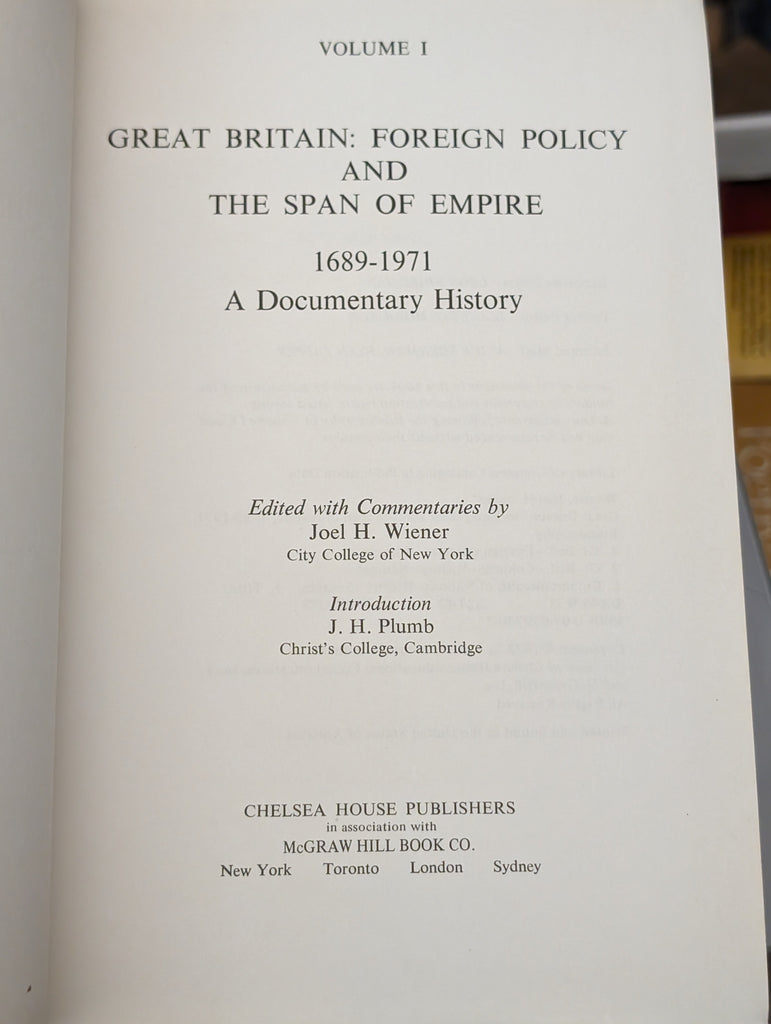 VOLUME I
GREAT BRITAIN: FOREIGN POLICY
AND
THE SPAN OF EMPIRE
1689-1971
A Documentary History
Edited with Commentaries by
Joel H. Wiener
City College of New York
Introduction
J. H. Plumb
Christ's College, Cambridge
CHELSEA HOUSE PUBLISHERS
in association with
McGRAW HILL BOOK CO.
New York Toronto London Sydney